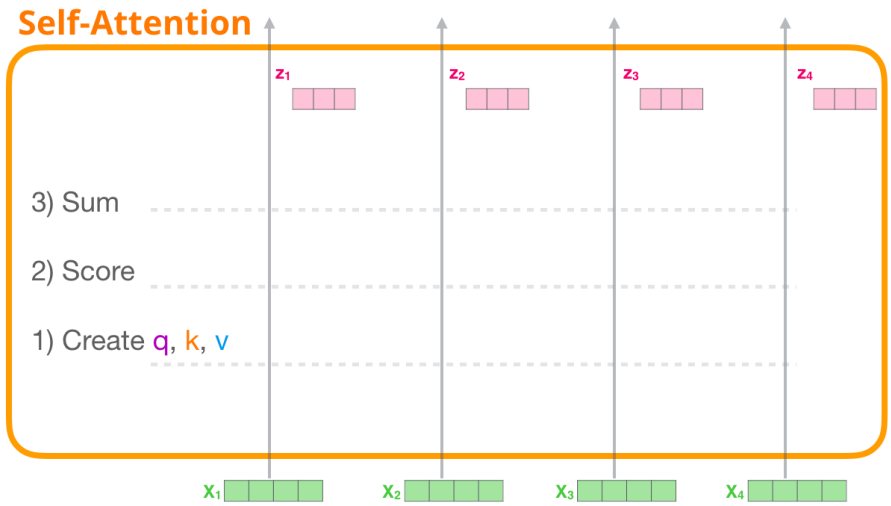 Self-Attention
z₁ z₂ z₃ z₄
3) Sum
2) Score
1) Create q, k, v
X₁ X₂ X₃ X₄